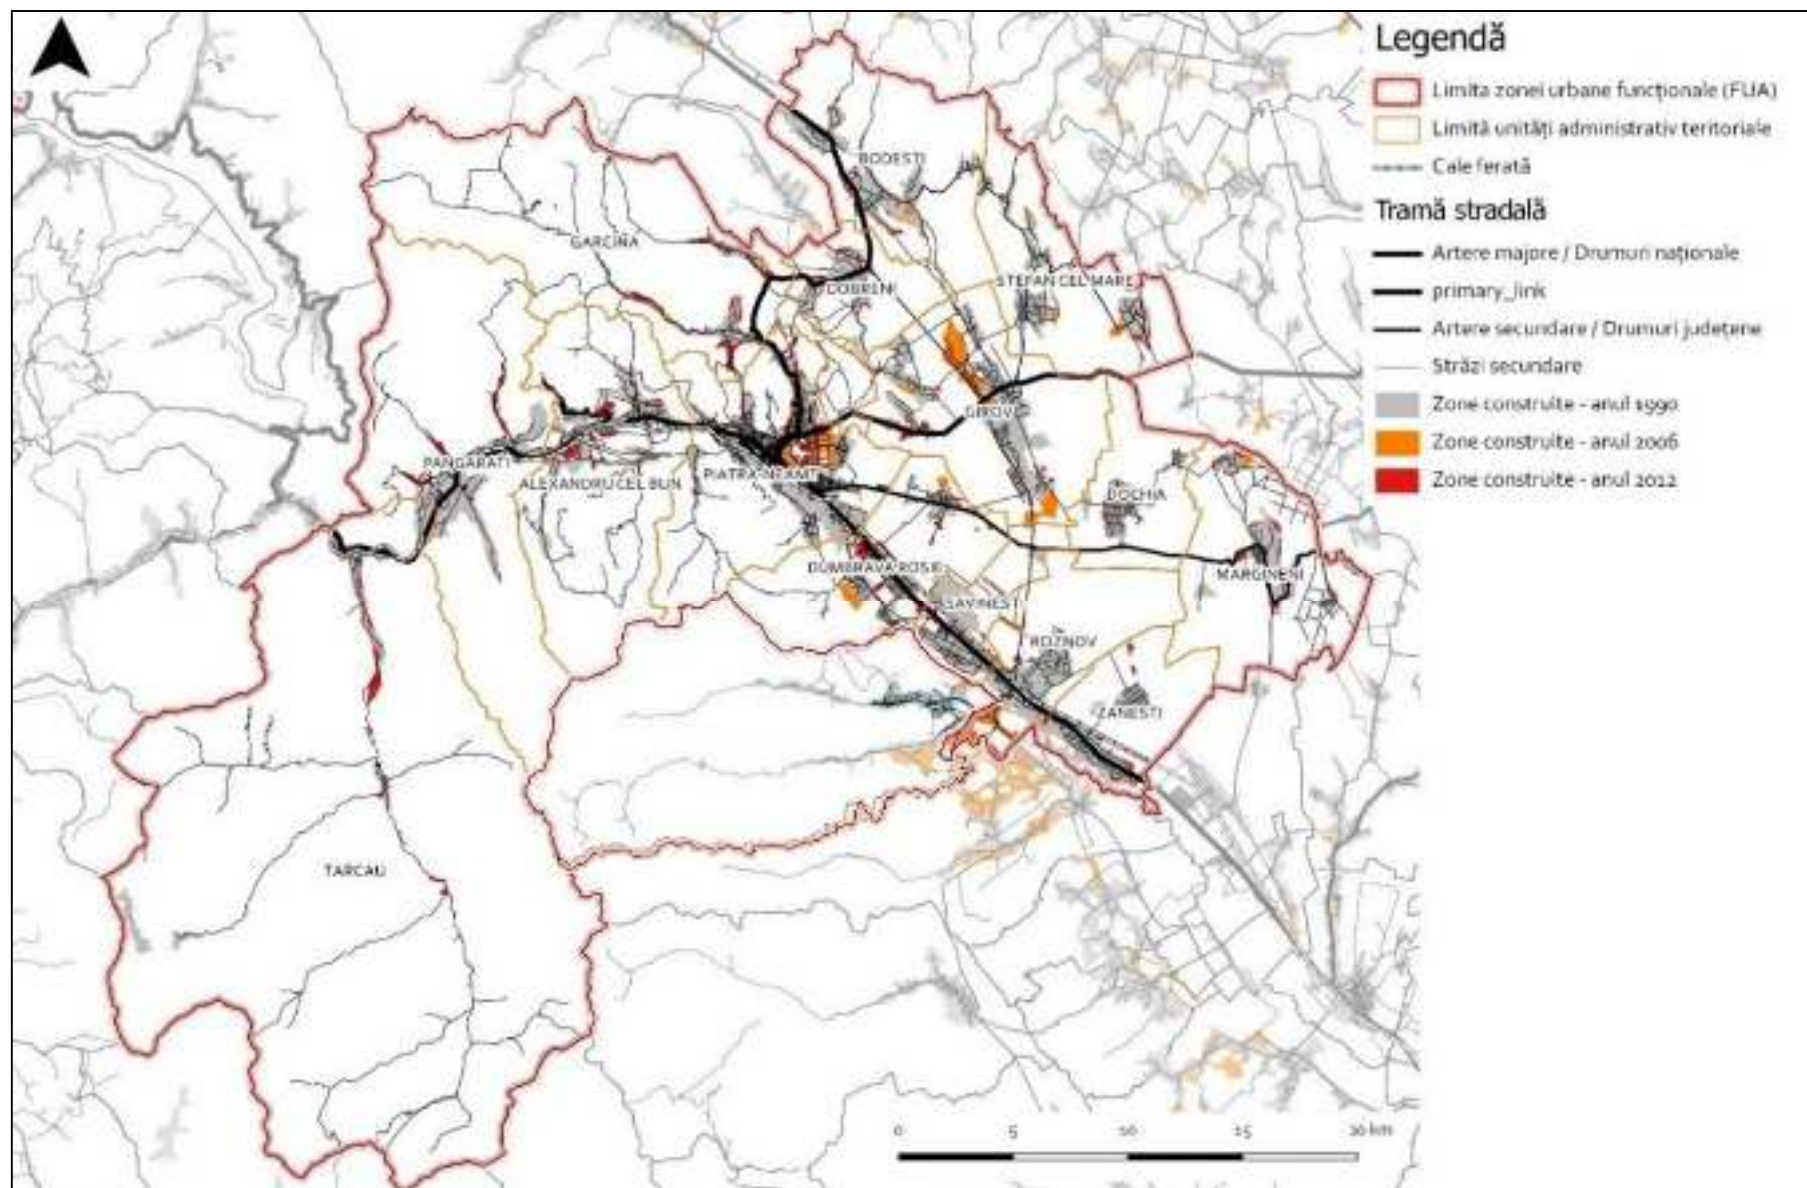 Legendă
Limita zonei urbane funcționale (FUA)
Limită unități administrativ teritoriale
Cale ferată
Tramă stradală
Artere majore / Drumuri naționale
primary_link
Artere secundare / Drumuri județene
Străzi secundare
Zone construite - anul 1990
Zone construite - anul 2006
Zone construite - anul 2012
BODESTI
GARCINA
DOBRENI
STEFAN CEL MARE
GIROV
PANGARATI
ALEXANDRU CEL BUN
PIATRA-NEAMT
DOCHIA
DUMBRAVA ROSIE
MARGINENI
SAVINESTI
ROZNOV
ZANESTI
TARCAU
0 5 10 15 20 km